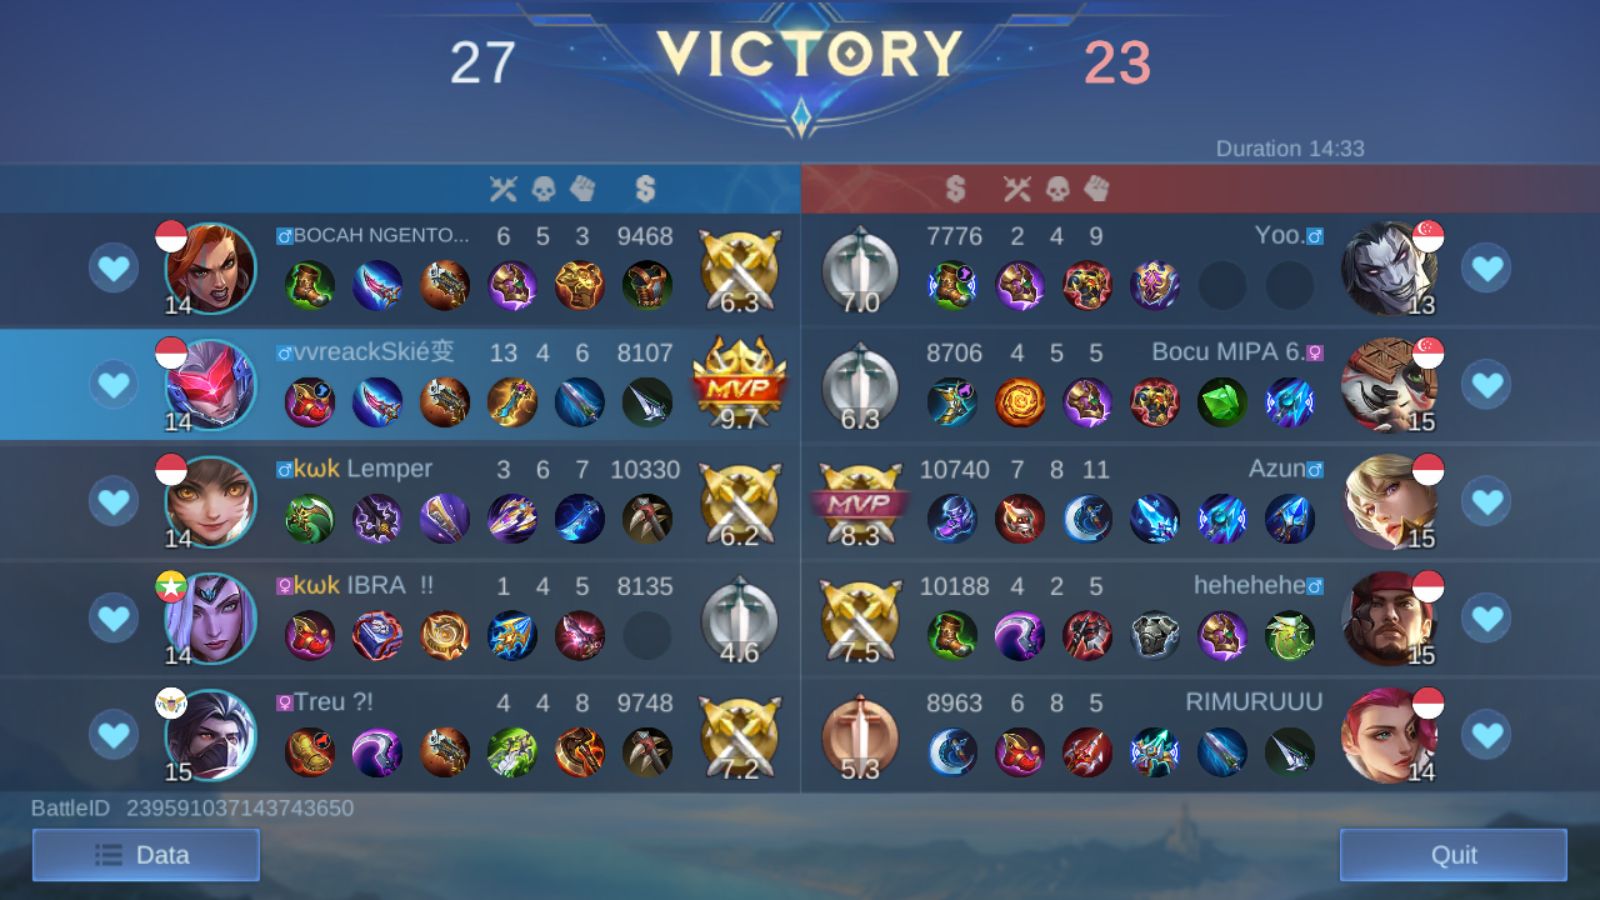 27 VICTORY 23
Duration 14:33
BOCAH NGENTO... 6 5 3 9468
14 6.3
7776 2 4 9 Yoo.
7.0 13
vvreackSkié变 13 4 6 8107
14 MVP 9.7
8706 4 5 5 Bocu MIPA 6.
6.3 15
kωk Lemper 3 6 7 10330
14 6.2
10740 7 8 11 Azun
MVP 8.3 15
kωk IBRA !! 1 4 5 8135
14 4.6
10188 4 2 5 hehehehe
7.5 15
Treu ?! 4 4 8 9748
15 7.2
8963 6 8 5 RIMURUUU
5.3 14
BattleID 239591037143743650
Data
Quit